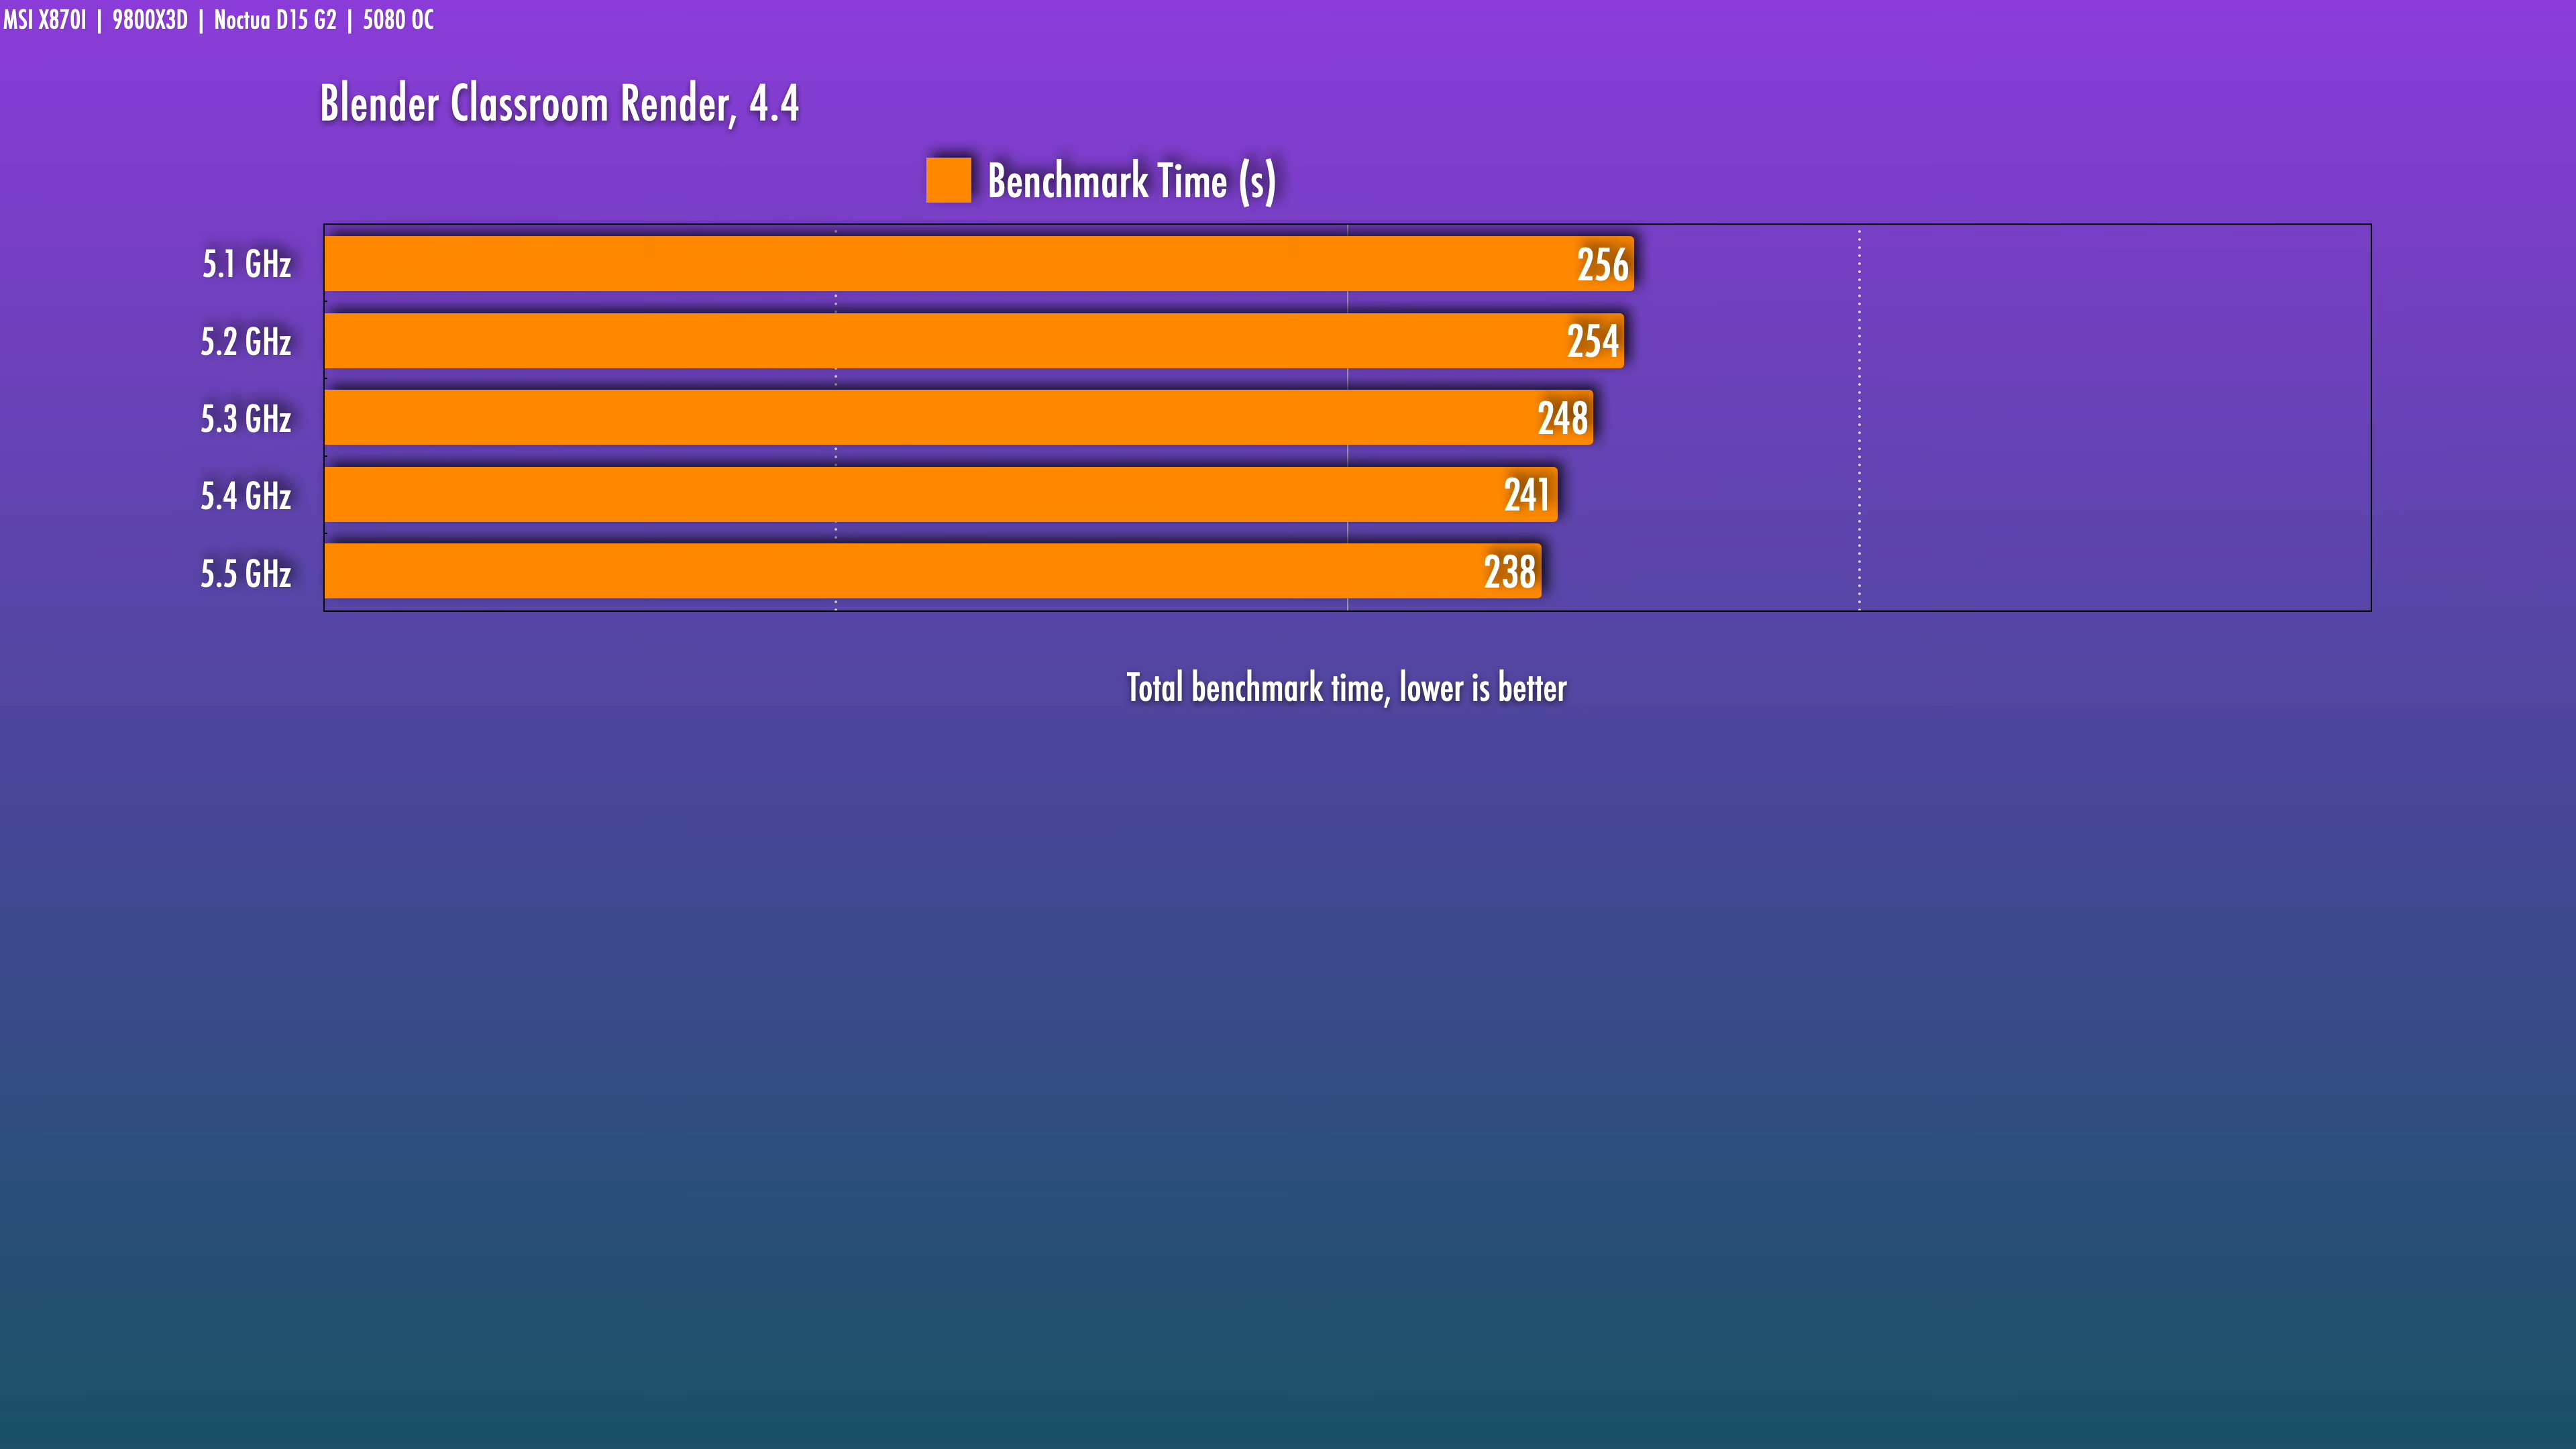 MSI X870I | 9800X3D | Noctua D15 G2 | 5080 OC
Blender Classroom Render, 4.4
Benchmark Time (s)
5.1 GHz 256
5.2 GHz 254
5.3 GHz 248
5.4 GHz 241
5.5 GHz 238
Total benchmark time, lower is better